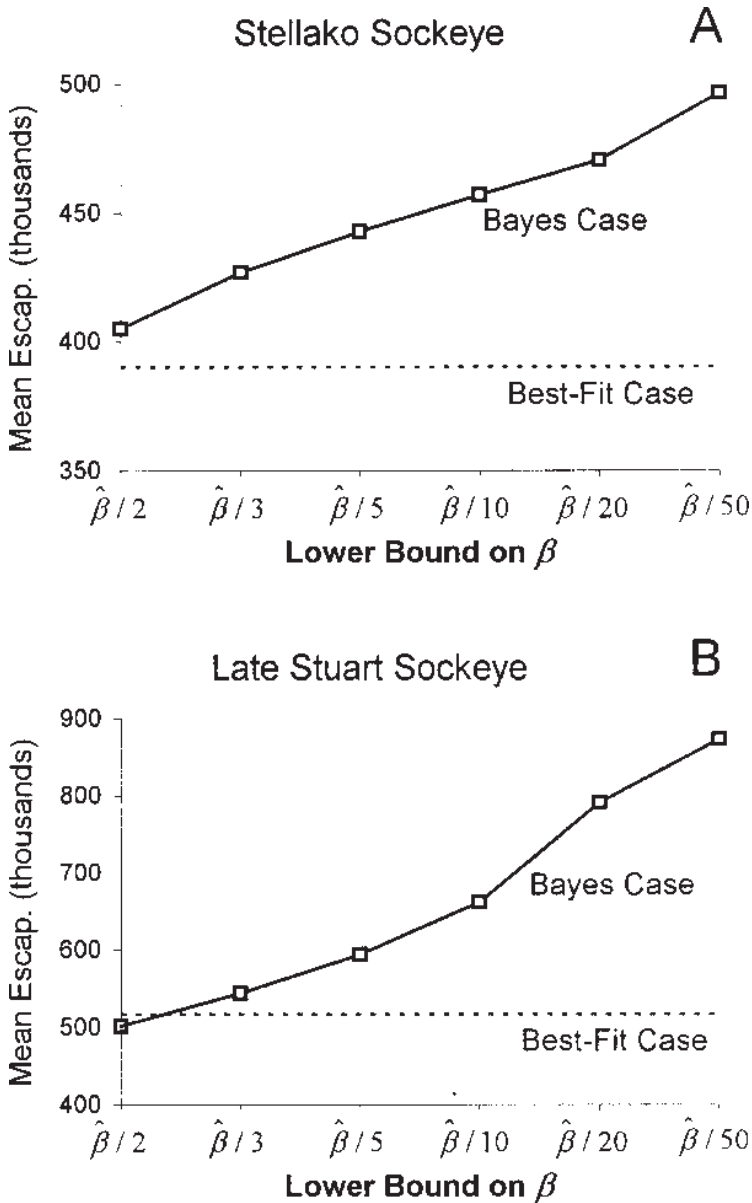 Stellako Sockeye A
Mean Escap. (thousands)
500
450
400
350
Bayes Case
Best-Fit Case
β̂ / 2 β̂ / 3 β̂ / 5 β̂ / 10 β̂ / 20 β̂ / 50
Lower Bound on β
Late Stuart Sockeye B
Mean Escap. (thousands)
900
800
700
600
500
400
Bayes Case
Best-Fit Case
β̂ / 2 β̂ / 3 β̂ / 5 β̂ / 10 β̂ / 20 β̂ / 50
Lower Bound on β